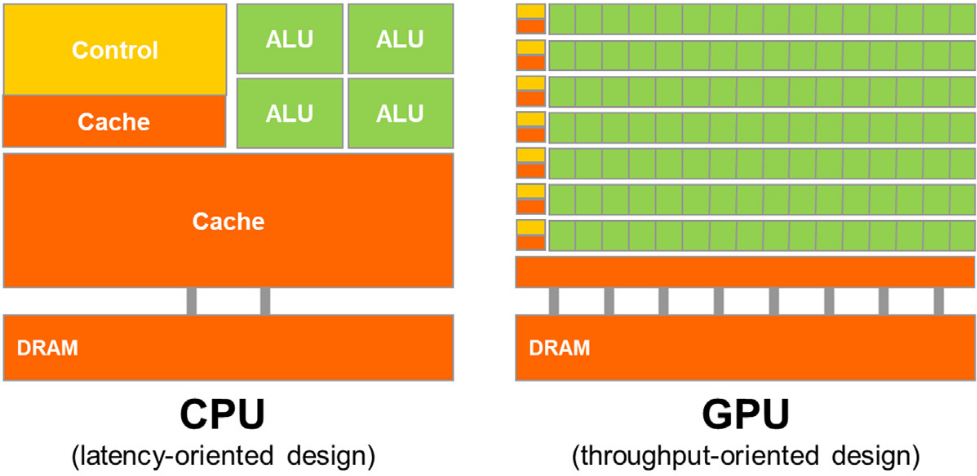 Control
ALU
ALU
Cache
ALU
ALU
Cache
DRAM
CPU
(latency-oriented design)
DRAM
GPU
(throughput-oriented design)